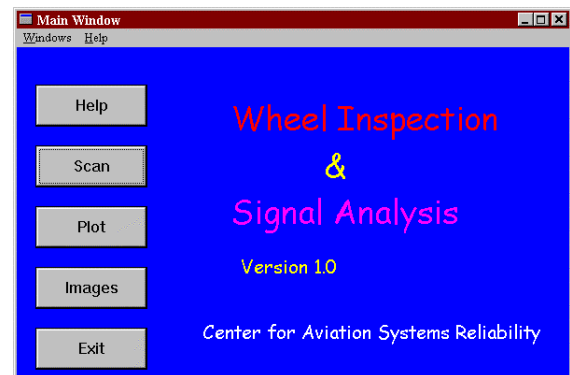 Main Window
Windows Help
Help
Scan
Plot
Images
Exit
Wheel Inspection
&
Signal Analysis
Version 1.0
Center for Aviation Systems Reliability